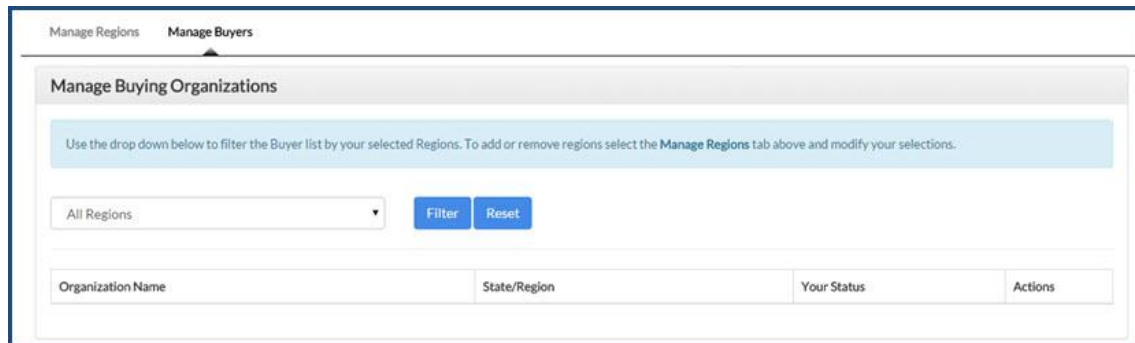 Manage Regions Manage Buyers
Manage Buying Organizations
Use the drop down below to filter the Buyer list by your selected Regions. To add or remove regions select the Manage Regions tab above and modify your selections.
All Regions Filter Reset
Organization Name State/Region Your Status Actions